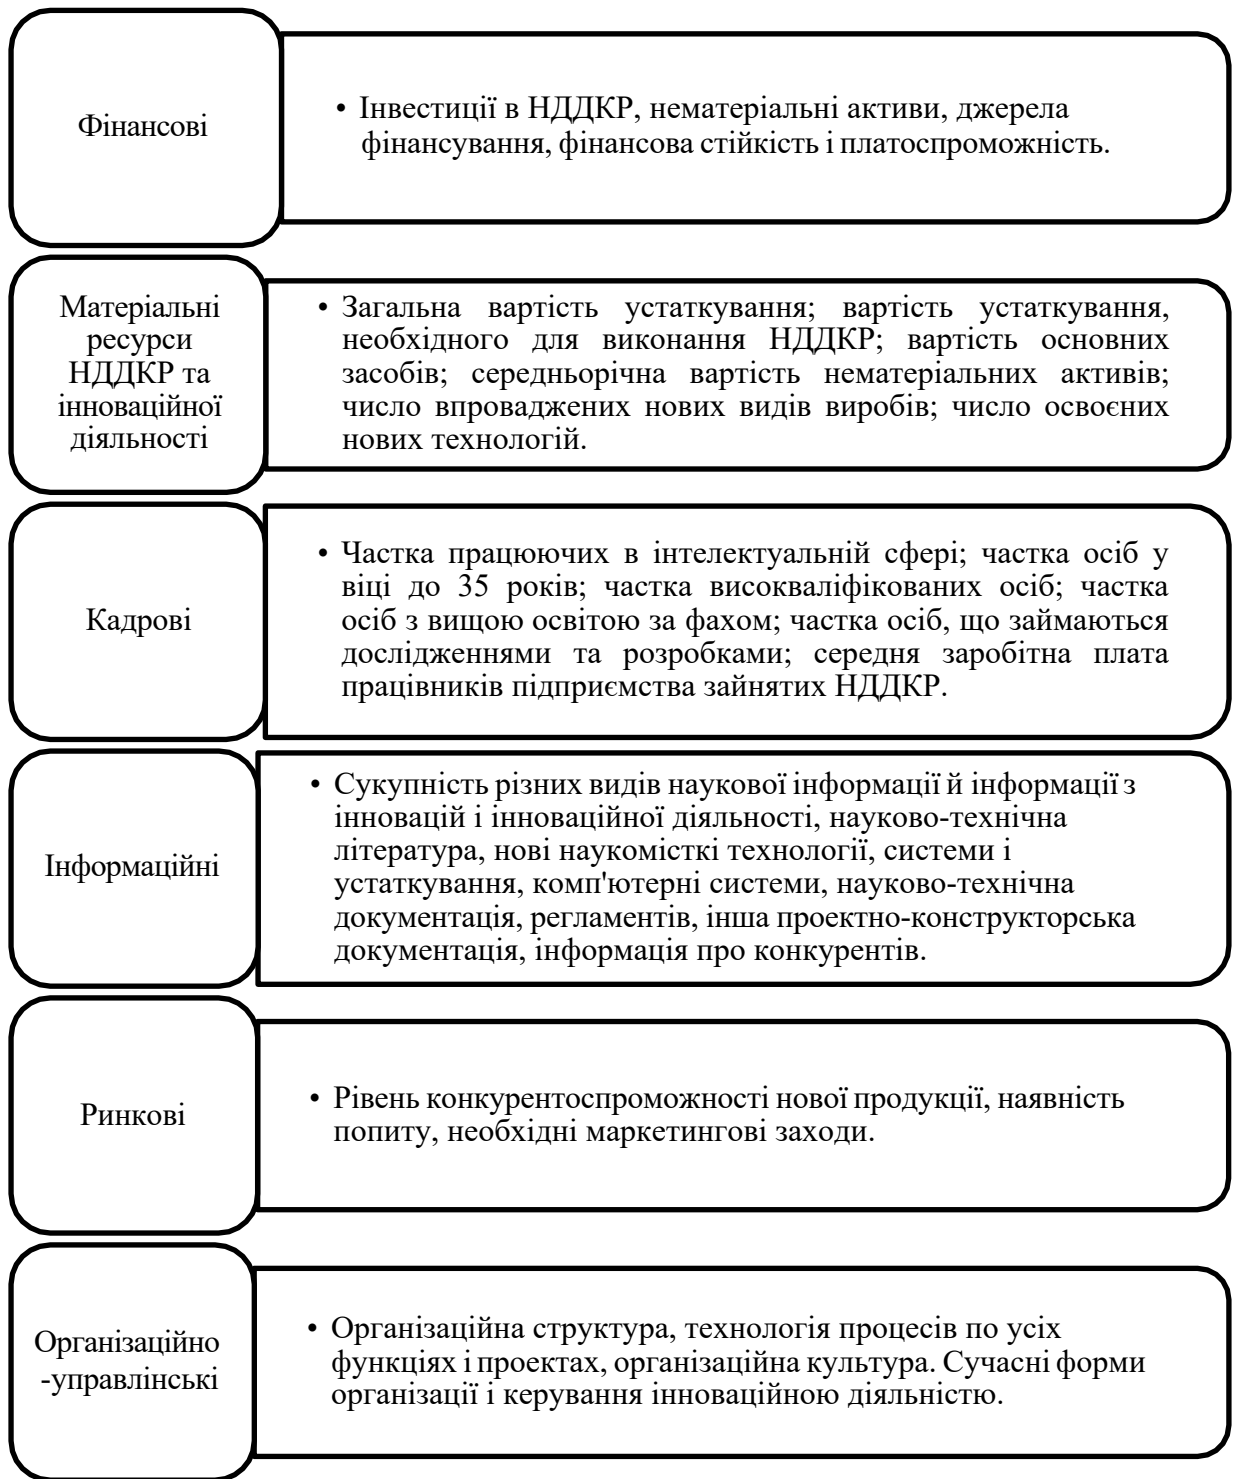 Фінансові
• Інвестиції в НДДКР, нематеріальні активи, джерела
фінансування, фінансова стійкість і платоспроможність.
Матеріальні
ресурси
НДДКР та
інноваційної
діяльності
• Загальна вартість устаткування; вартість устаткування,
необхідного для виконання НДДКР; вартість основних
засобів; середньорічна вартість нематеріальних активів;
число впроваджених нових видів виробів; число освоєних
нових технологій.
Кадрові
• Частка працюючих в інтелектуальній сфері; частка осіб у
віці до 35 років; частка висококваліфікованих осіб; частка
осіб з вищою освітою за фахом; частка осіб, що займаються
дослідженнями та розробками; середня заробітна плата
працівників підприємства зайнятих НДДКР.
Інформаційні
• Сукупність різних видів наукової інформації й інформації з
інновацій і інноваційної діяльності, науково-технічна
література, нові наукомісткі технології, системи і
устаткування, комп'ютерні системи, науково-технічна
документація, регламентів, інша проектно-конструкторська
документація, інформація про конкурентів.
Ринкові
• Рівень конкурентоспроможності нової продукції, наявність
попиту, необхідні маркетингові заходи.
Організаційно
-управлінські
• Організаційна структура, технологія процесів по усіх
функціях і проектах, організаційна культура. Сучасні форми
організації і керування інноваційною діяльністю.